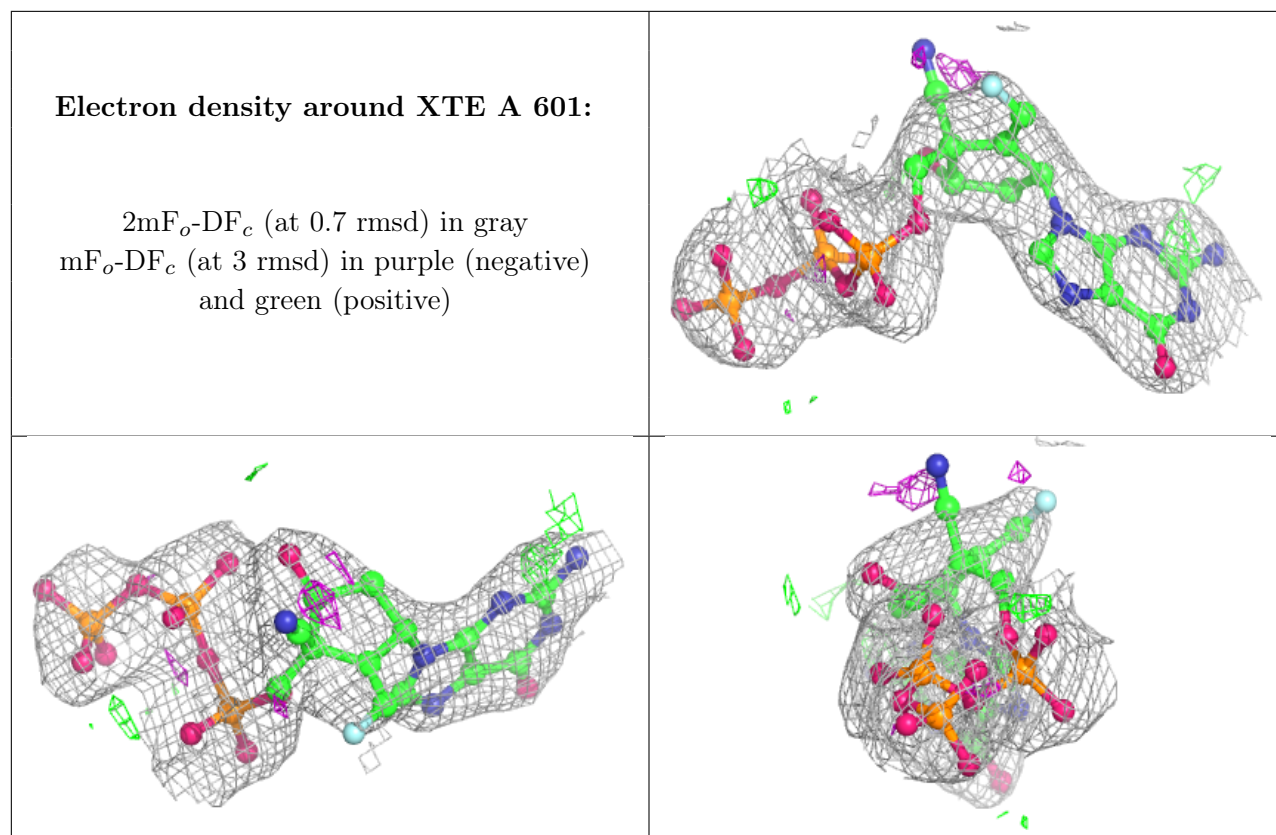 Electron density around XTE A 601:
2mFo-DFc (at 0.7 rmsd) in gray
mFo-DFc (at 3 rmsd) in purple (negative)
and green (positive)